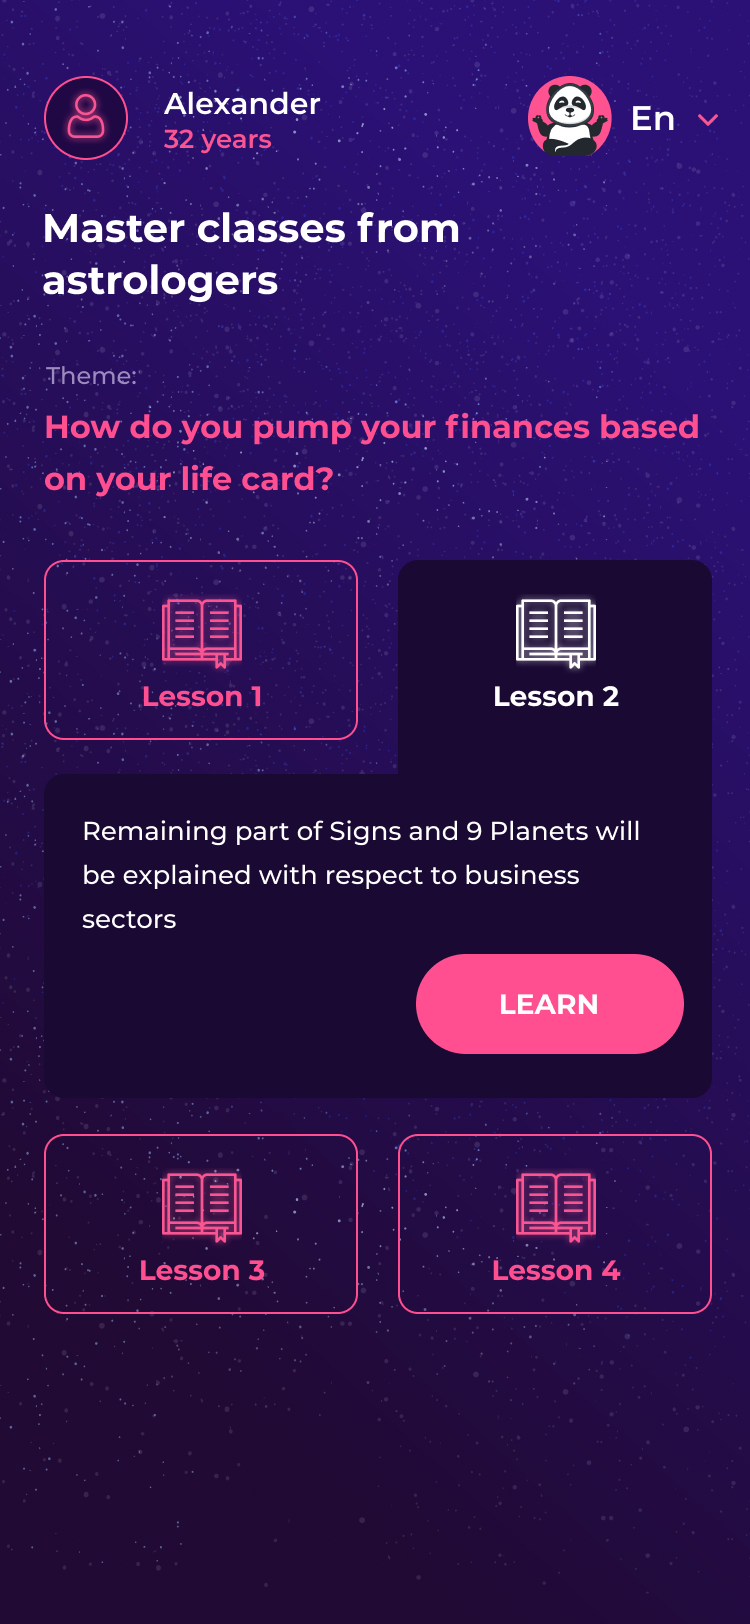 Alexander
32 years
En
Master classes from
astrologers
Theme:
How do you pump your finances based
on your life card?
Lesson 1
Lesson 2
Remaining part of Signs and 9 Planets will
be explained with respect to business
sectors
LEARN
Lesson 3
Lesson 4